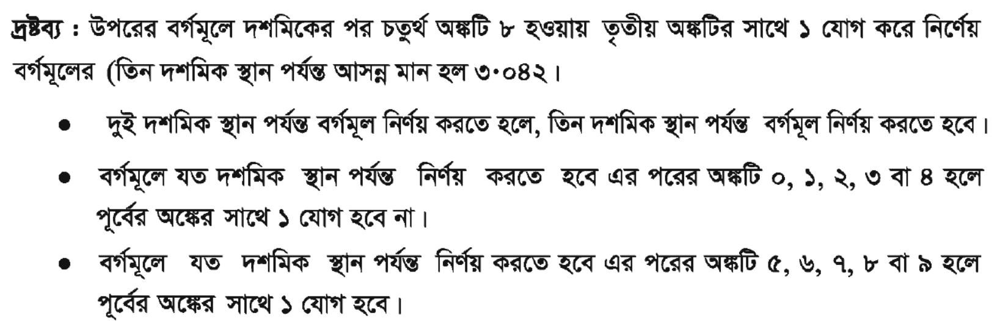 দ্রষ্টব্য : উপরের বর্গমূলে দশমিকের পর চতুর্থ অঙ্কটি ৮ হওয়ায় তৃতীয় অঙ্কটির সাথে ১ যোগ করে নির্ণেয়
বর্গমূলের (তিন দশমিক স্থান পর্যন্ত আসন্ন মান হল ৩·০৪২।
● দুই দশমিক স্থান পর্যন্ত বর্গমূল নির্ণয় করতে হলে, তিন দশমিক স্থান পর্যন্ত বর্গমূল নির্ণয় করতে হবে।
● বর্গমূলে যত দশমিক স্থান পর্যন্ত নির্ণয় করতে হবে এর পরের অঙ্কটি ০, ১, ২, ৩ বা ৪ হলে
পূর্বের অঙ্কের সাথে ১ যোগ হবে না।
● বর্গমূলে যত দশমিক স্থান পর্যন্ত নির্ণয় করতে হবে এর পরের অঙ্কটি ৫, ৬, ৭, ৮ বা ৯ হলে
পূর্বের অঙ্কের সাথে ১ যোগ হবে।